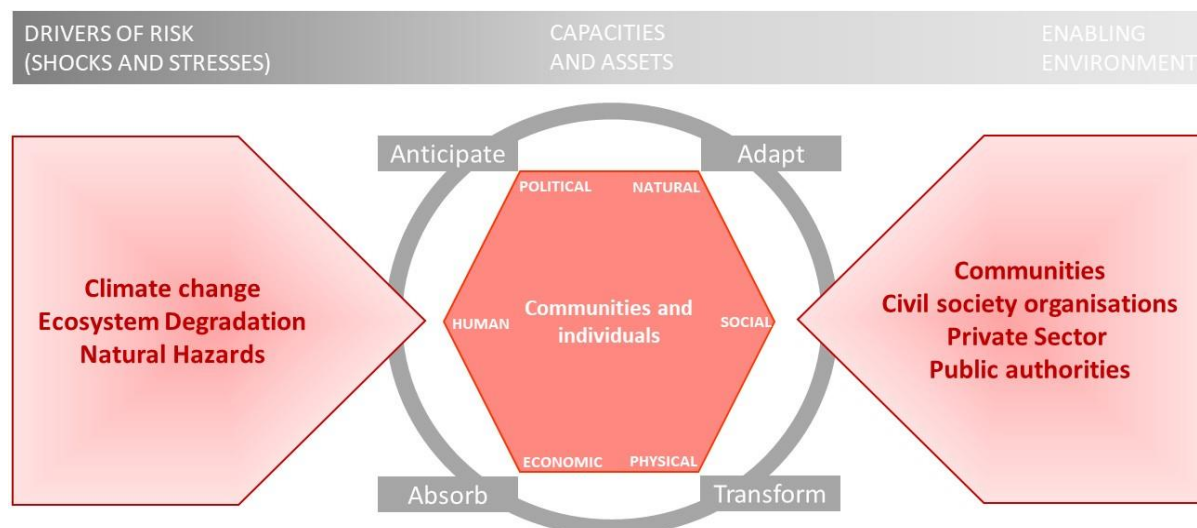 DRIVERS OF RISK
(SHOCKS AND STRESSES)
CAPACITIES
AND ASSETS
ENABLING
ENVIRONMENT
Anticipate
Adapt
POLITICAL
NATURAL
Climate change
Ecosystem Degradation
Natural Hazards
HUMAN
Communities and
individuals
SOCIAL
Communities
Civil society organisations
Private Sector
Public authorities
ECONOMIC
PHYSICAL
Absorb
Transform